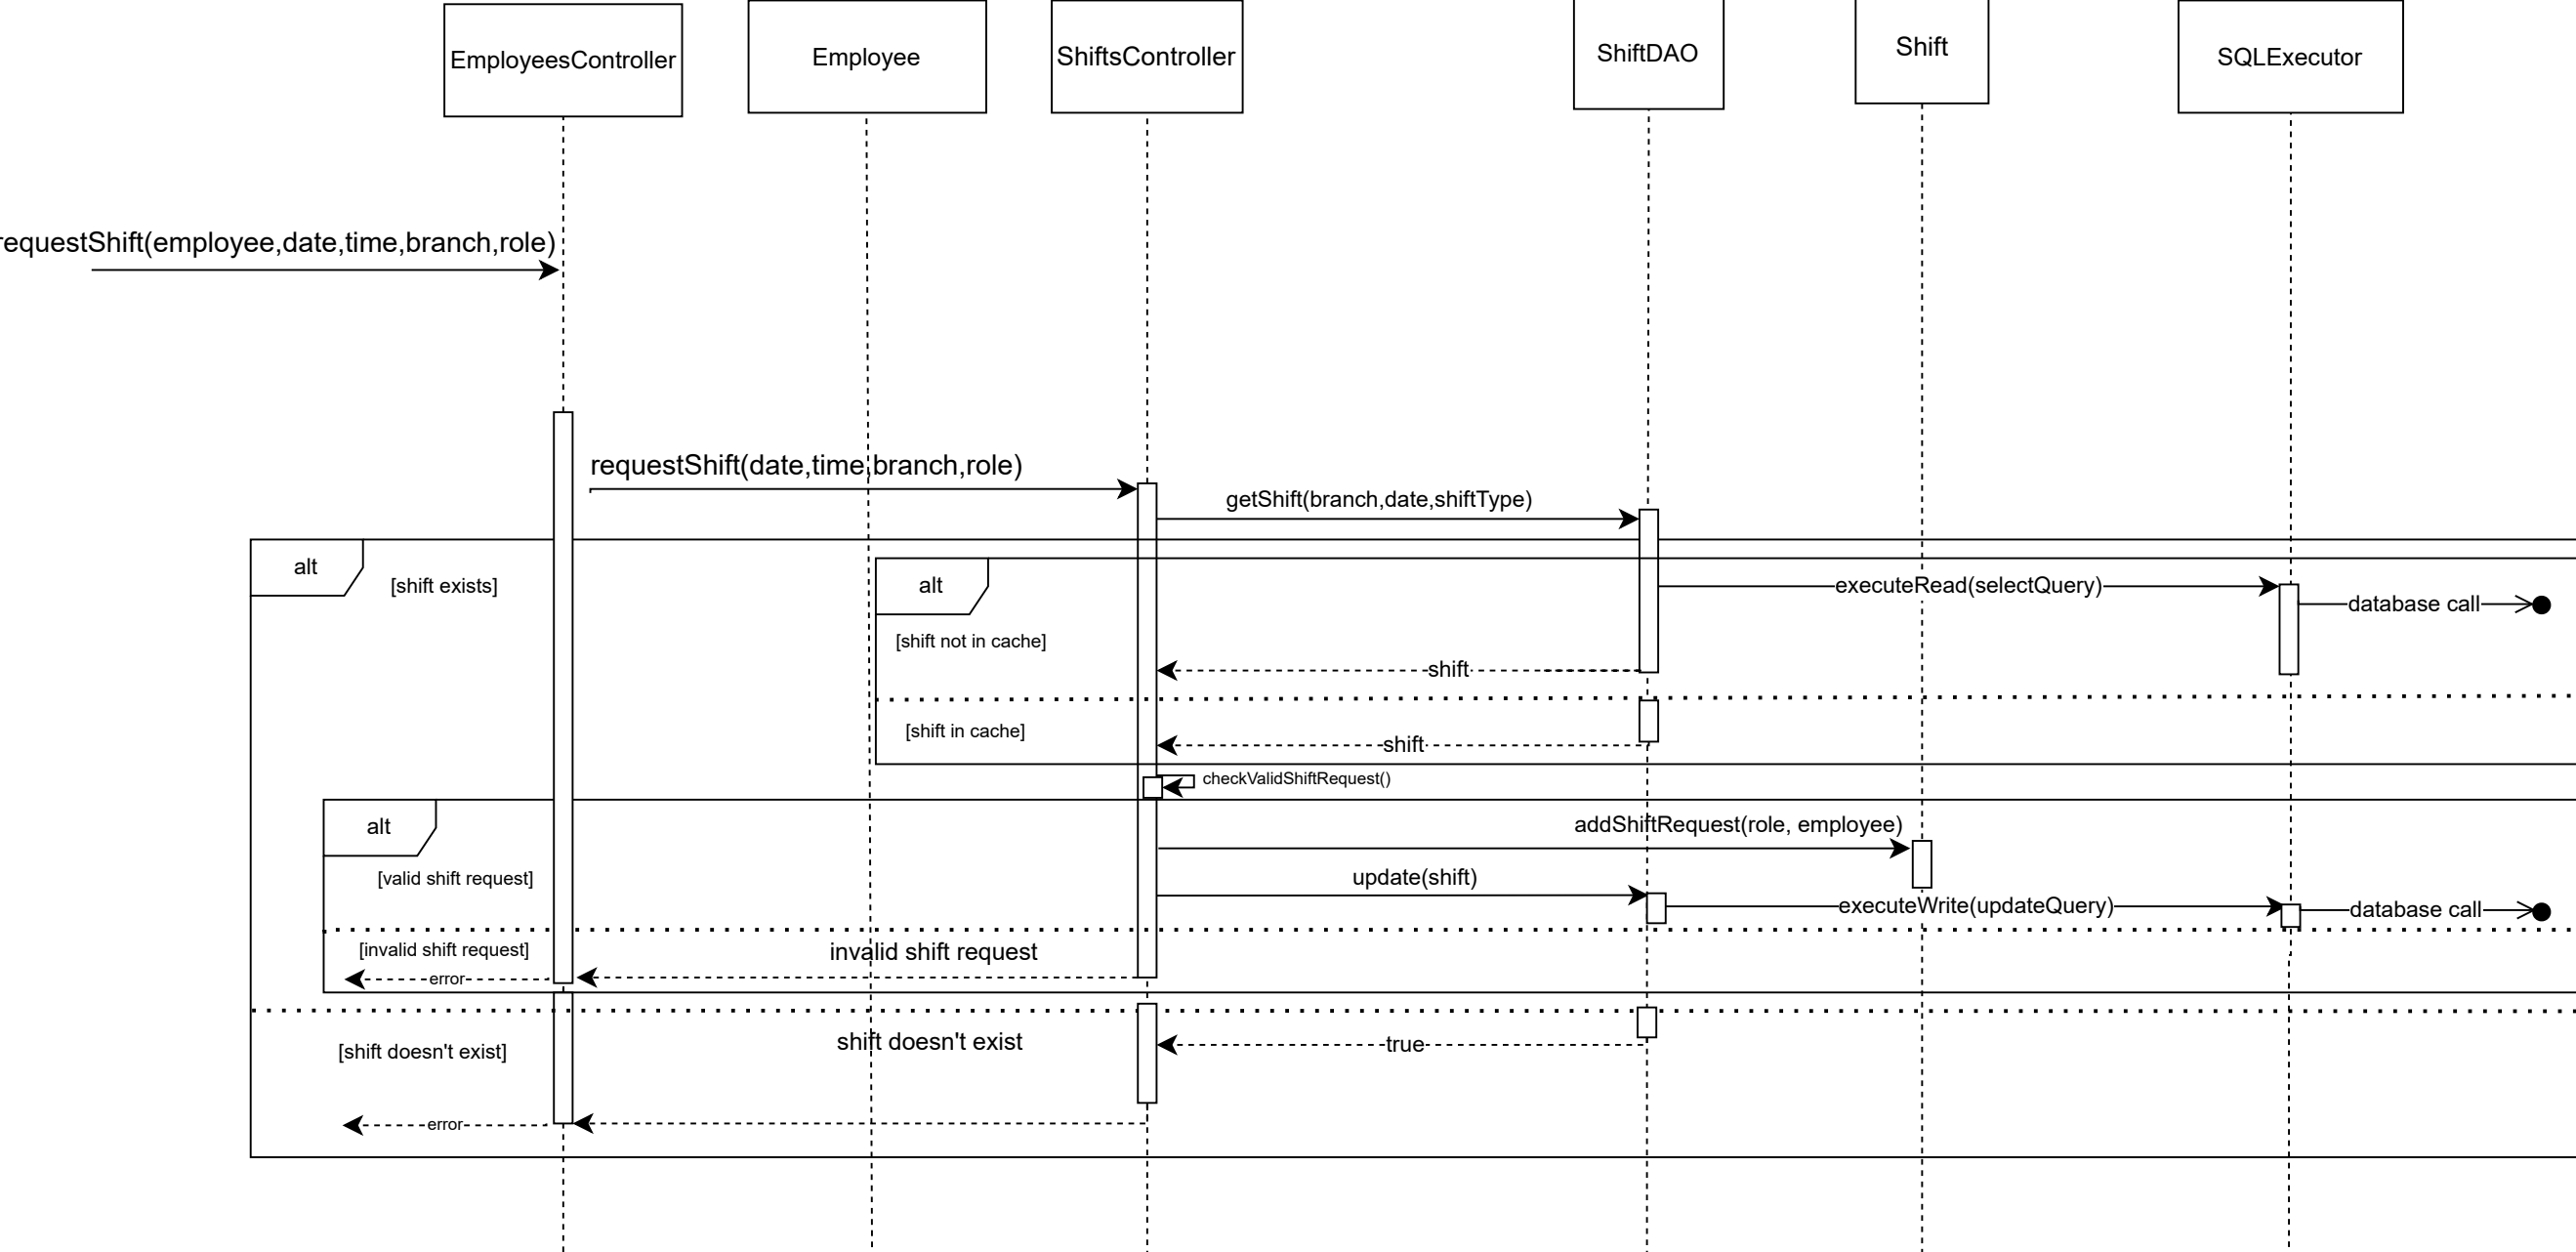 EmployeesController
Employee
ShiftsController
ShiftDAO
Shift
SQLExecutor
requestShift(employee,date,time,branch,role)
requestShift(date,time,branch,role)
getShift(branch,date,shiftType)
alt
[shift exists]
alt
executeRead(selectQuery)
database call
[shift not in cache]
shift
[shift in cache]
shift
checkValidShiftRequest()
alt
addShiftRequest(role, employee)
[valid shift request]
update(shift)
executeWrite(updateQuery)
database call
[invalid shift request]
invalid shift request
error
[shift doesn't exist]
shift doesn't exist
true
error